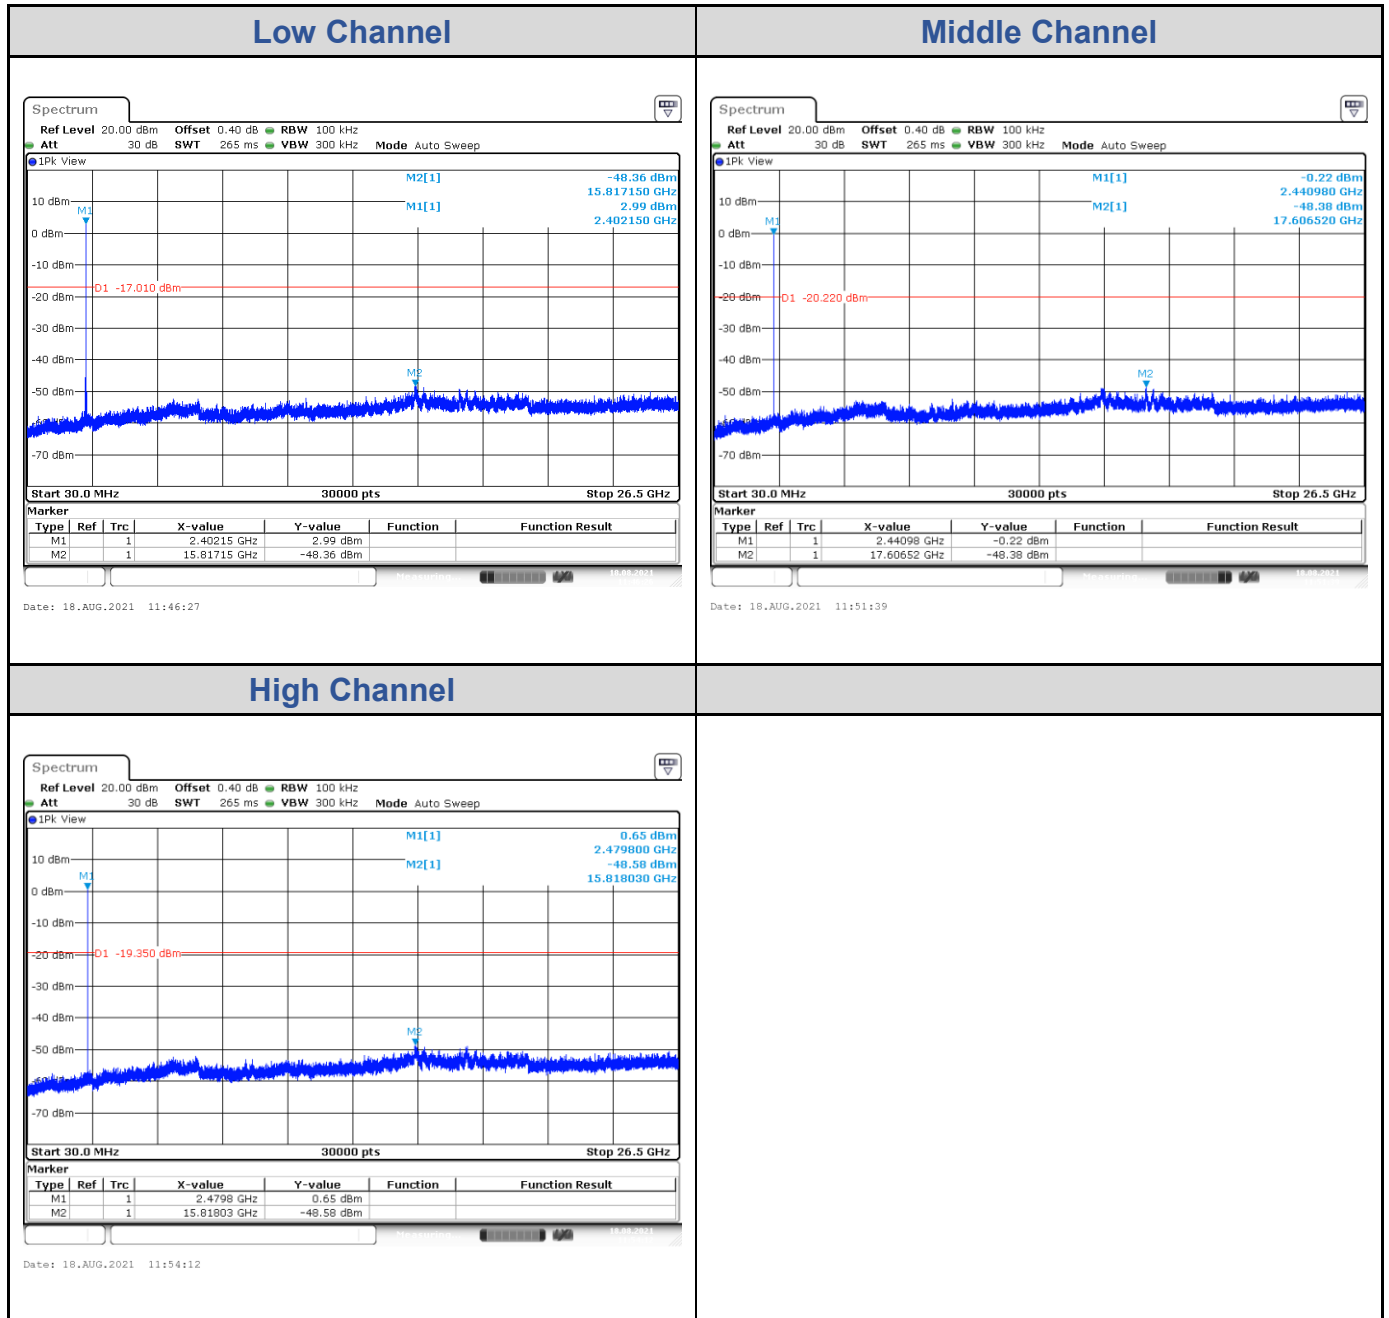 Low Channel
Middle Channel
Spectrum
Ref Level 20.00 dBm Offset 0.40 dB RBW 100 kHz
Att 30 dB SWT 265 ms VBW 300 kHz Mode Auto Sweep
1Pk View
M2[1] -48.36 dBm
15.817150 GHz
M1[1] 2.99 dBm
2.402150 GHz
10 dBm
M1
0 dBm
-10 dBm
D1 -17.010 dBm
-20 dBm
-30 dBm
-40 dBm
M2
-50 dBm
-70 dBm
Start 30.0 MHz 30000 pts Stop 26.5 GHz
Marker
Type Ref Trc X-value Y-value Function Function Result
M1 1 2.40215 GHz 2.99 dBm
M2 1 15.81715 GHz -48.36 dBm
Measuring
Date: 18.AUG.2021 11:46:27
Spectrum
Ref Level 20.00 dBm Offset 0.40 dB RBW 100 kHz
Att 30 dB SWT 265 ms VBW 300 kHz Mode Auto Sweep
1Pk View
M1[1] -0.22 dBm
2.440980 GHz
M2[1] -48.38 dBm
17.606520 GHz
10 dBm
M1
0 dBm
-10 dBm
-20 dBm
D1 -20.220 dBm
-30 dBm
-40 dBm
M2
-50 dBm
-70 dBm
Start 30.0 MHz 30000 pts Stop 26.5 GHz
Marker
Type Ref Trc X-value Y-value Function Function Result
M1 1 2.44098 GHz -0.22 dBm
M2 1 17.60652 GHz -48.38 dBm
Measuring
Date: 18.AUG.2021 11:51:39
High Channel
Spectrum
Ref Level 20.00 dBm Offset 0.40 dB RBW 100 kHz
Att 30 dB SWT 265 ms VBW 300 kHz Mode Auto Sweep
1Pk View
M1[1] 0.65 dBm
2.479800 GHz
M2[1] -48.58 dBm
15.818030 GHz
10 dBm
M1
0 dBm
-10 dBm
-20 dBm
D1 -19.350 dBm
-30 dBm
-40 dBm
M2
-50 dBm
-70 dBm
Start 30.0 MHz 30000 pts Stop 26.5 GHz
Marker
Type Ref Trc X-value Y-value Function Function Result
M1 1 2.4798 GHz 0.65 dBm
M2 1 15.81803 GHz -48.58 dBm
Measuring
Date: 18.AUG.2021 11:54:12